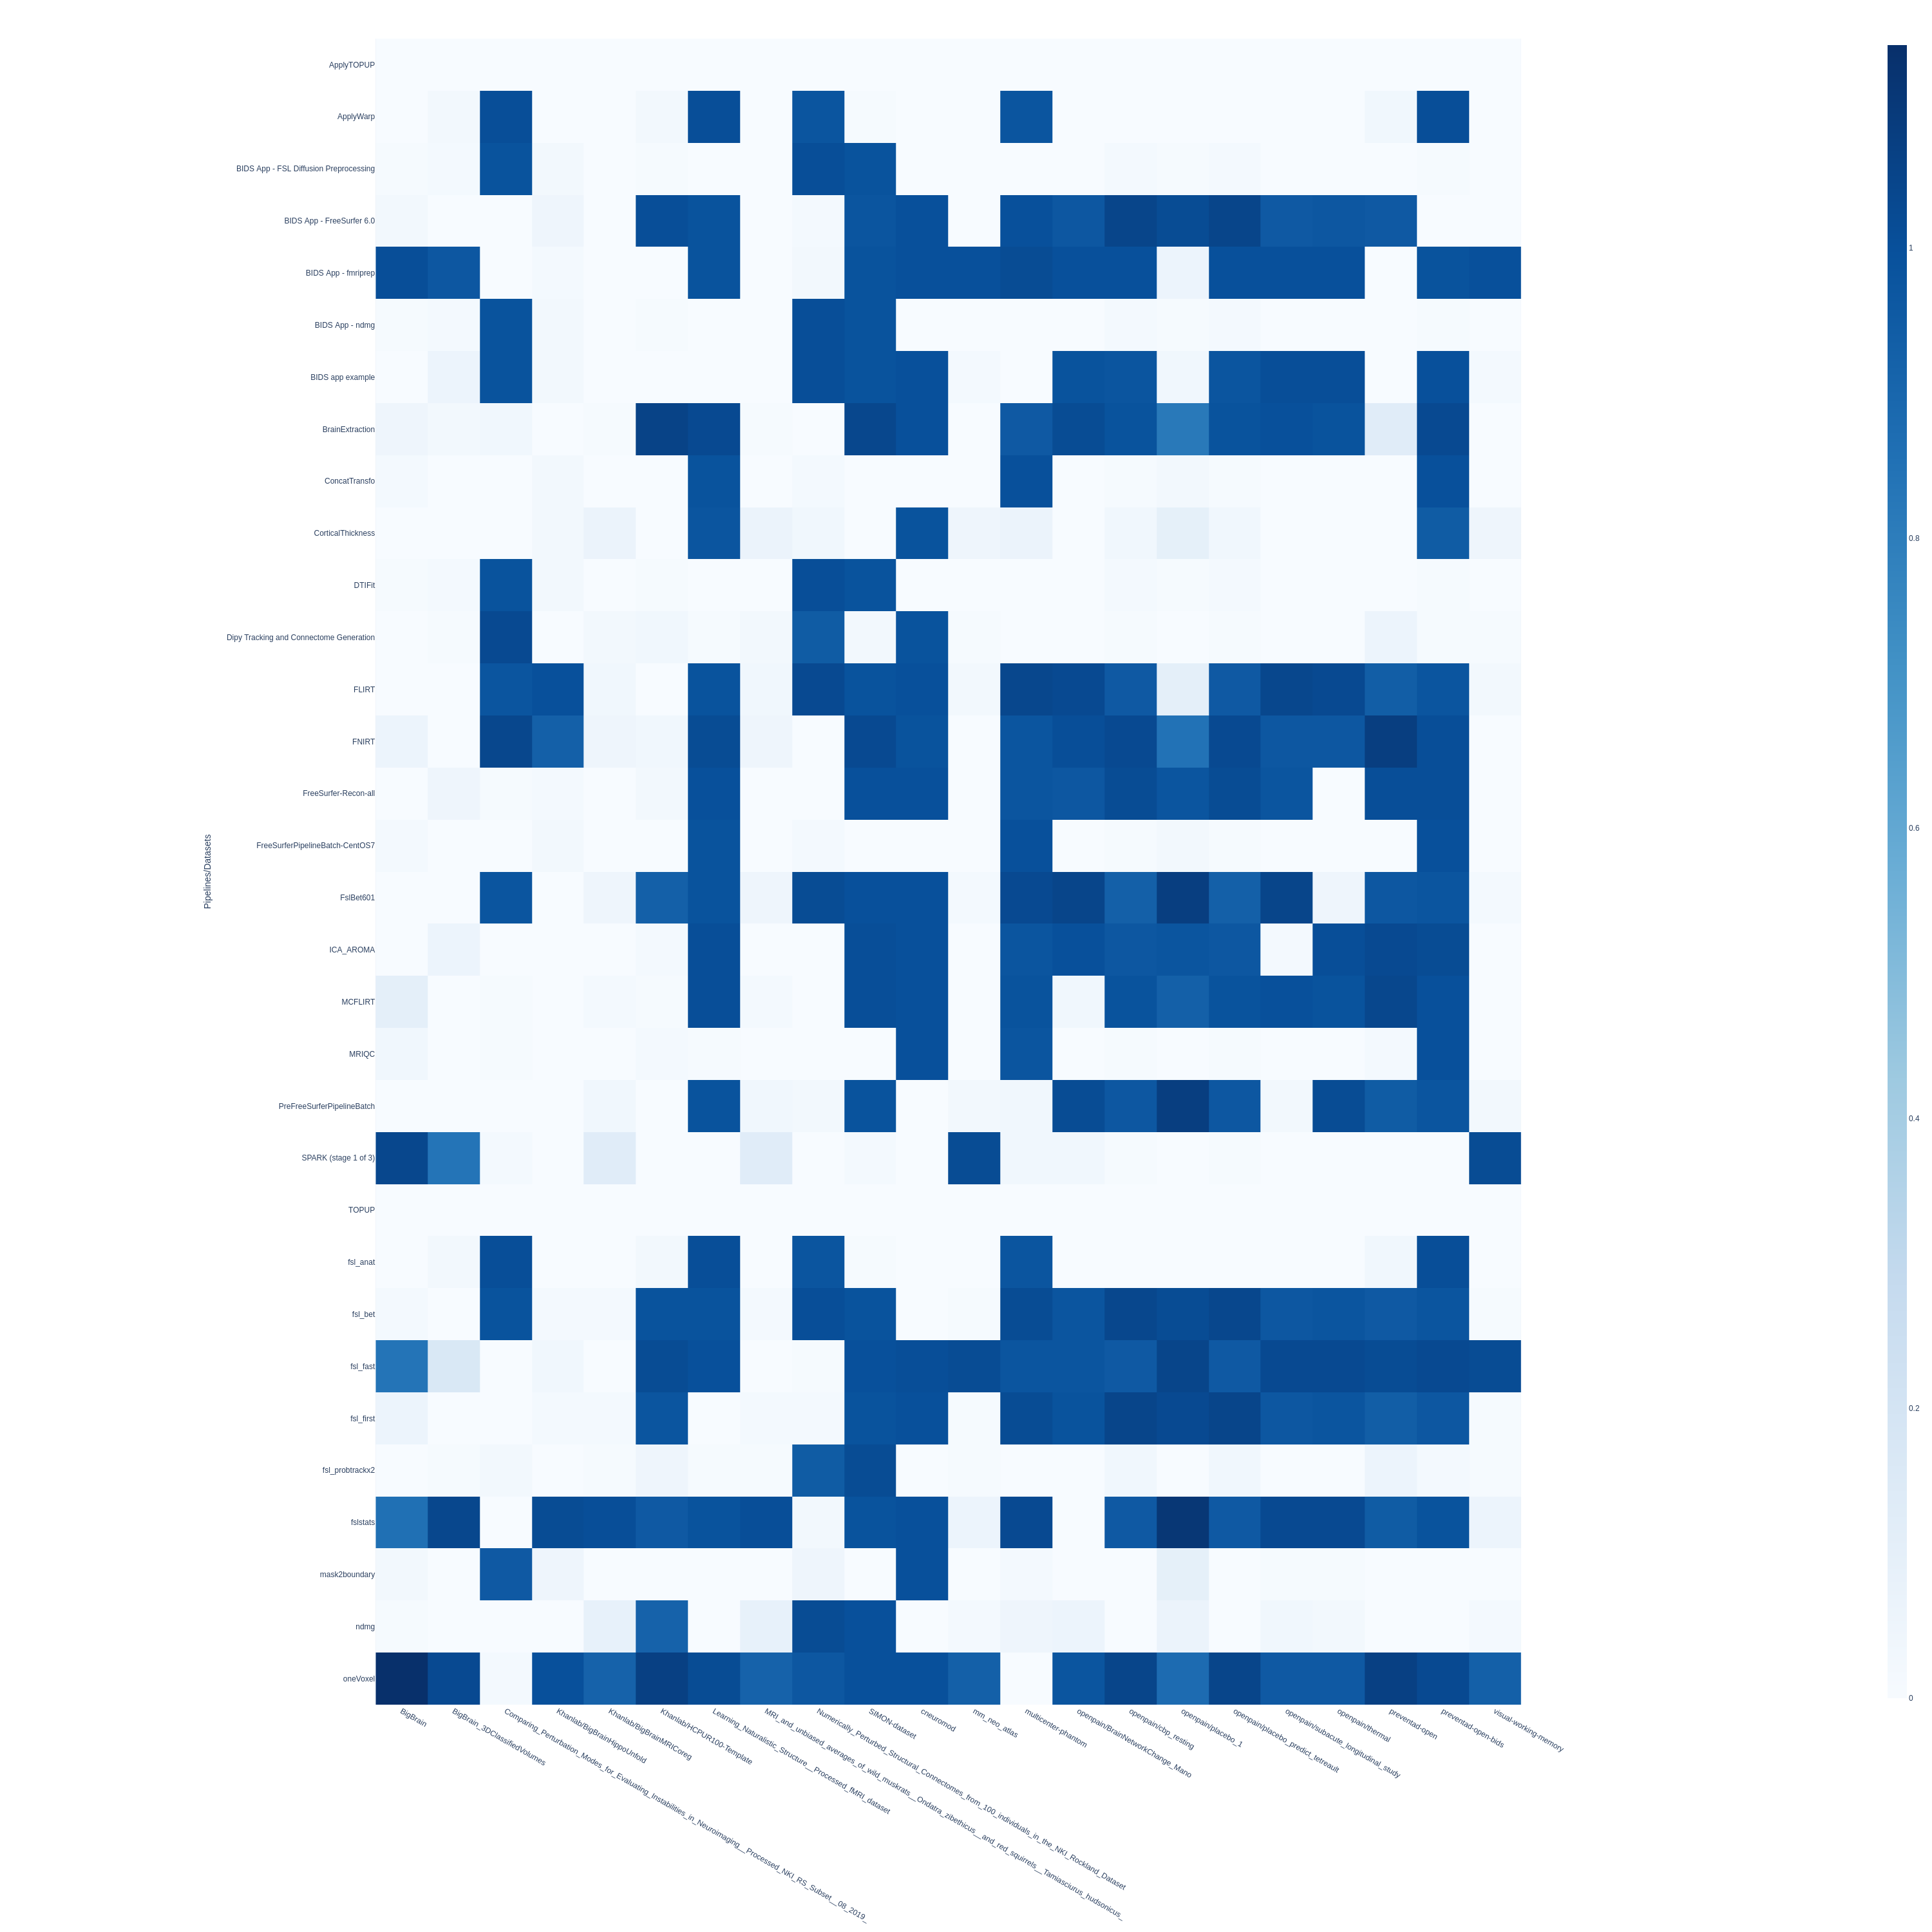 ApplyTOPUP
ApplyWarp
BIDS App - FSL Diffusion Preprocessing
BIDS App - FreeSurfer 6.0
BIDS App - fmriprep
BIDS App - ndmg
BIDS app example
BrainExtraction
ConcatTransfo
CorticalThickness
DTIFit
Dipy Tracking and Connectome Generation
FLIRT
FNIRT
FreeSurfer-Recon-all
FreeSurferPipelineBatch-CentOS7
FslBet601
ICA_AROMA
MCFLIRT
MRIQC
PreFreeSurferPipelineBatch
SPARK (stage 1 of 3)
TOPUP
fsl_anat
fsl_bet
fsl_fast
fsl_first
fsl_probtrackx2
fslstats
mask2boundary
ndmg
oneVoxel
Pipelines/Datasets
BigBrain
BigBrain_3DClassifiedVolumes
Comparing_Perturbation_Modes_for_Evaluating_Instabilities_in_Neuroimaging__Processed_NKI_RS_Subset__08_2019_
Khanlab/BigBrainHippoUnfold
Khanlab/BigBrainMRICoreg
Khanlab/HCPUR100-Template
Learning_Naturalistic_Structure__Processed_fMRI_dataset
MRI_and_unbiased_averages_of_wild_muskrats__Ondatra_zibethicus__and_red_squirrels__Tamiasciurus_hudsonicus_
Numerically_Perturbed_Structural_Connectomes_from_100_individuals_in_the_NKI_Rockland_Dataset
SIMON-dataset
cneuromod
mm_neo_atlas
multicenter-phantom
openpain/BrainNetworkChange_Mano
openpain/cbp_resting
openpain/placebo_1
openpain/placebo_predict_tetreault
openpain/subacute_longitudinal_study
openpain/thermal
preventad-open
preventad-open-bids
visual-working-memory
1
0.8
0.6
0.4
0.2
0